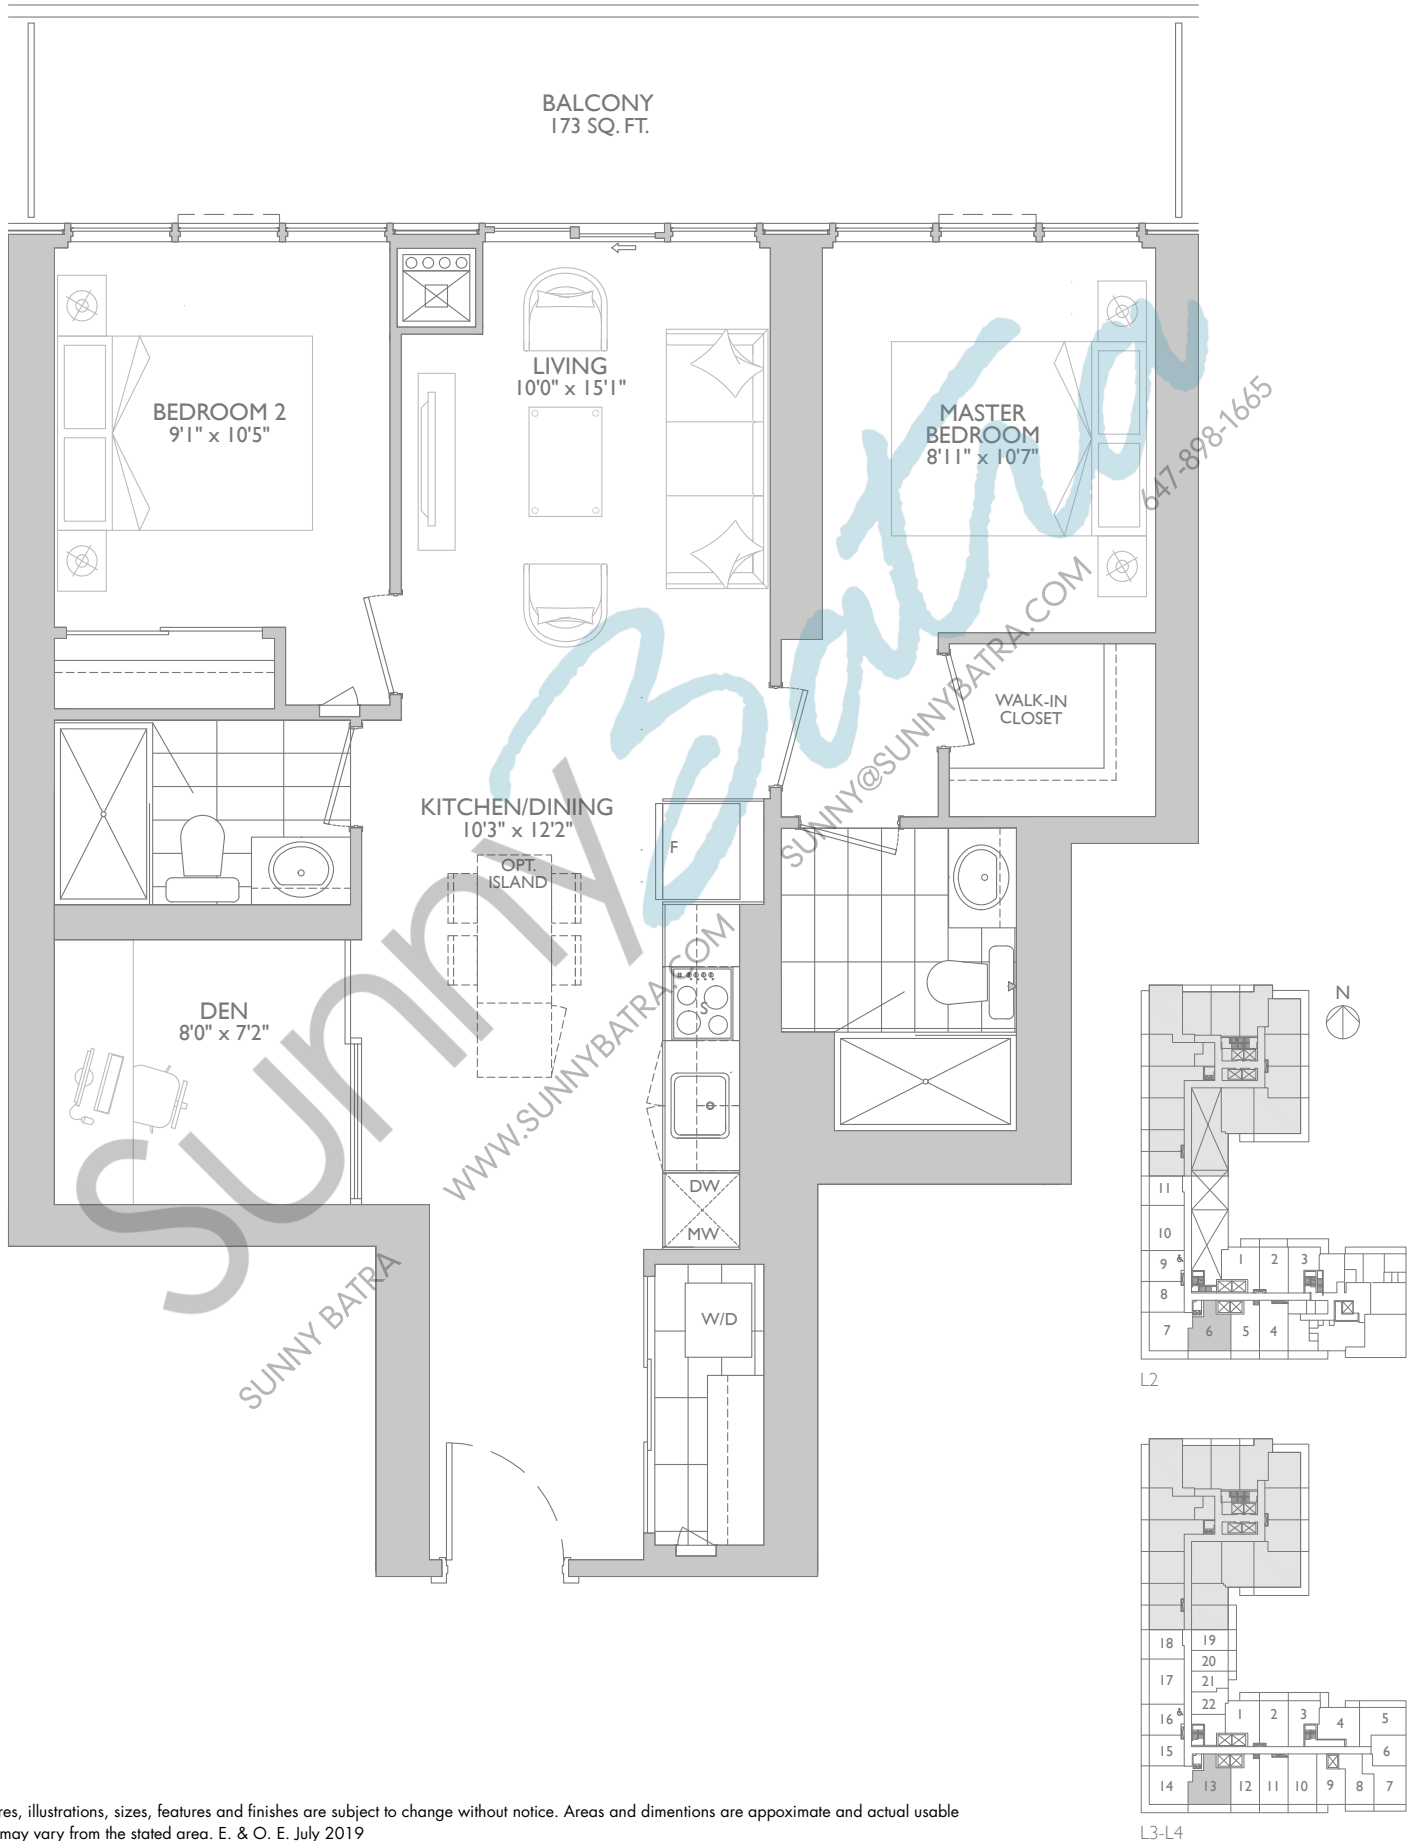 BALCONY
173 SQ. FT.
LIVING
10'0" x 15'1"
BEDROOM 2
9'1" x 10'5"
MASTER
BEDROOM
8'11" x 10'7"
WALK-IN
CLOSET
KITCHEN/DINING
10'3" x 12'2"
OPT.
ISLAND
F
S
DEN
8'0" x 7'2"
DW
MW
W/D
Sunny Batra
647-898-1665
SUNNY@SUNNYBATRA.COM
WWW.SUNNYBATRA.COM
SUNNY BATRA
N
11
10
9
8
7
1
2
3
6
5
4
L2
18
17
16
15
14
19
20
21
22
1
2
3
4
5
6
13
12
11
10
9
8
7
L3-L4
res, illustrations, sizes, features and finishes are subject to change without notice. Areas and dimentions are appoximate and actual usable
may vary from the stated area. E. & O. E. July 2019